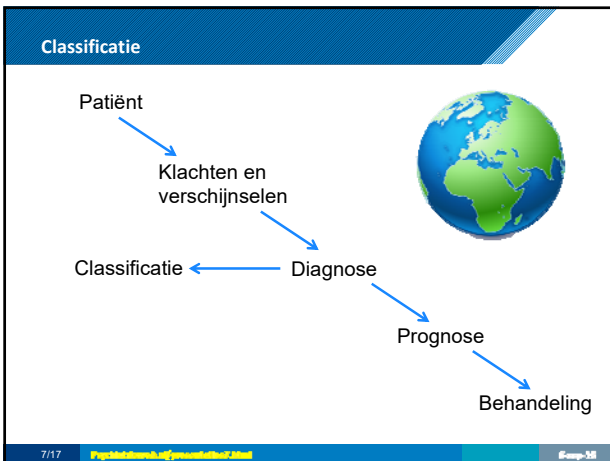 Classificatie
Patiënt
Klachten en
verschijnselen
Classificatie
Diagnose
Prognose
Behandeling
7/17